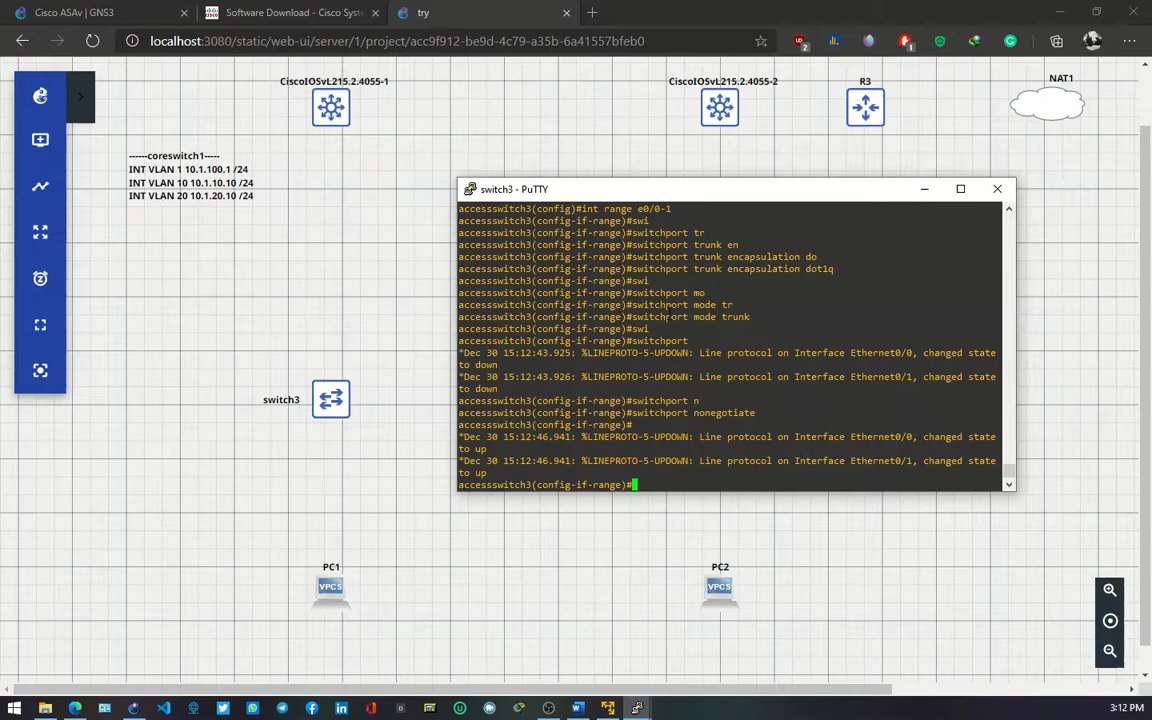 Cisco ASAv | GNS3
Software Download - Cisco Syste
try
localhost:3080/static/web-ui/server/1/project/acc9f912-be9d-4c79-a35b-6a41557bfeb0
2
1
CiscoIOSvL215.2.4055-1
CiscoIOSvL215.2.4055-2
R3
NAT1
------coreswitch1-----
INT VLAN 1 10.1.100.1 /24
INT VLAN 10 10.1.10.10 /24
INT VLAN 20 10.1.20.10 /24
switch3 - PuTTY
accessswitch3(config)#int range e0/0-1
accessswitch3(config-if-range)#swi
accessswitch3(config-if-range)#switchport tr
accessswitch3(config-if-range)#switchport trunk en
accessswitch3(config-if-range)#switchport trunk encapsulation do
accessswitch3(config-if-range)#switchport trunk encapsulation dot1q
accessswitch3(config-if-range)#swi
accessswitch3(config-if-range)#switchport mo
accessswitch3(config-if-range)#switchport mode tr
accessswitch3(config-if-range)#switchport mode trunk
accessswitch3(config-if-range)#swi
accessswitch3(config-if-range)#switchport
*Dec 30 15:12:43.925: %LINEPROTO-5-UPDOWN: Line protocol on Interface Ethernet0/0, changed state
to down
*Dec 30 15:12:43.926: %LINEPROTO-5-UPDOWN: Line protocol on Interface Ethernet0/1, changed state
to down
accessswitch3(config-if-range)#switchport n
accessswitch3(config-if-range)#switchport nonegotiate
accessswitch3(config-if-range)#
*Dec 30 15:12:46.941: %LINEPROTO-5-UPDOWN: Line protocol on Interface Ethernet0/0, changed state
to up
*Dec 30 15:12:46.941: %LINEPROTO-5-UPDOWN: Line protocol on Interface Ethernet0/1, changed state
to up
accessswitch3(config-if-range)#
switch3
PC1
VPCS
PC2
VPCS
3:12 PM